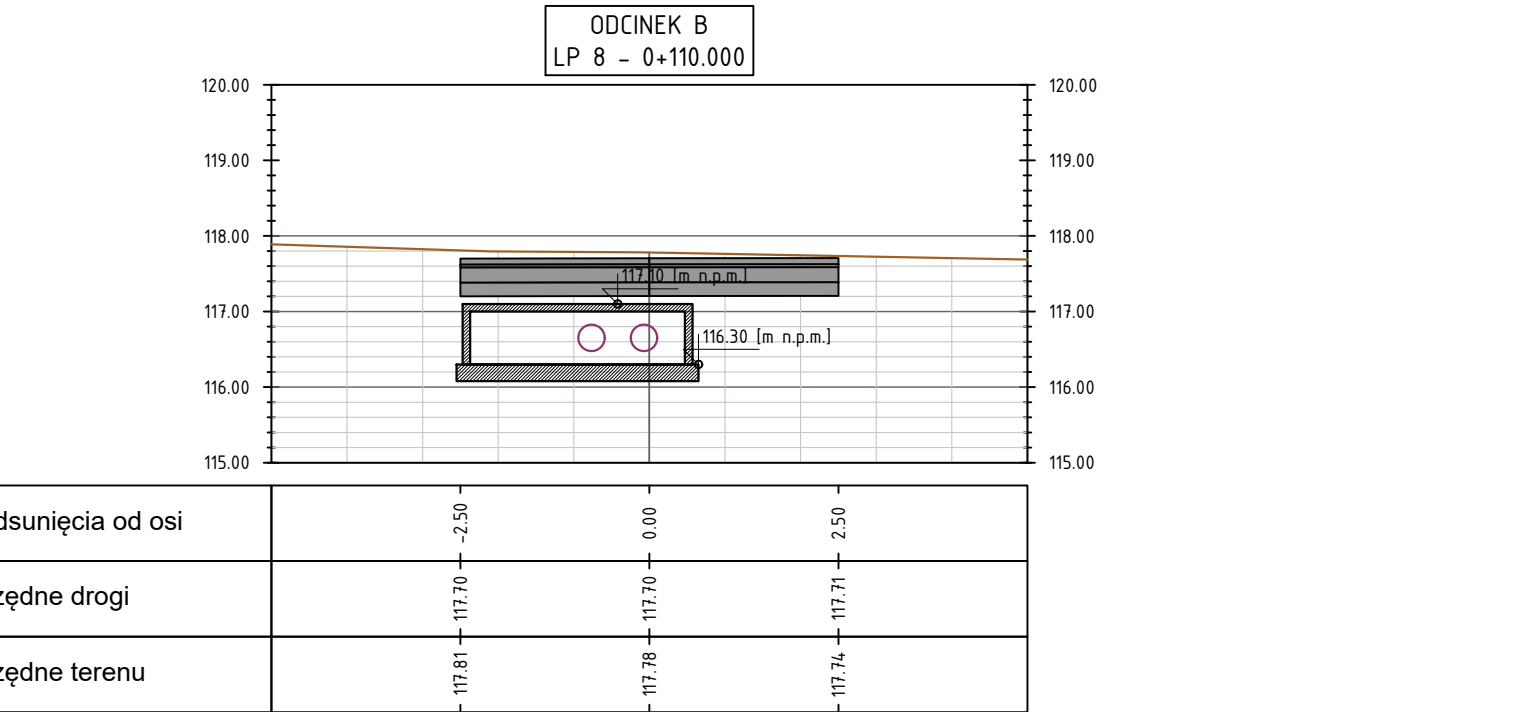 ODCINEK B
LP 8 - 0+110.000
120.00 120.00
119.00 119.00
118.00 118.00
117.10 [m n.p.m.]
117.00 117.00
116.30 [m n.p.m.]
116.00 116.00
115.00 115.00
dsunięcia od osi -2.50 0.00 2.50
zędne drogi 117.70 117.70 117.71
zędne terenu 117.81 117.78 117.74